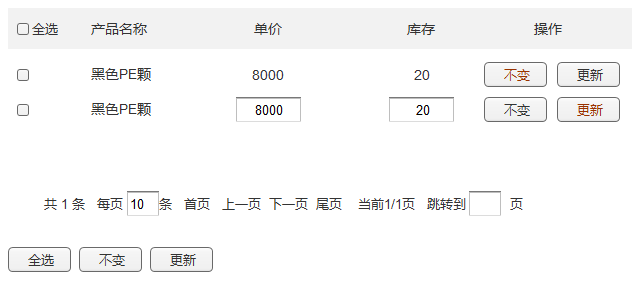 全选 产品名称 单价 库存 操作
黑色PE颗 8000 20 不变 更新
黑色PE颗 8000 20 不变 更新
共 1 条 每页 10 条 首页 上一页 下一页 尾页 当前1/1页 跳转到 页
全选 不变 更新